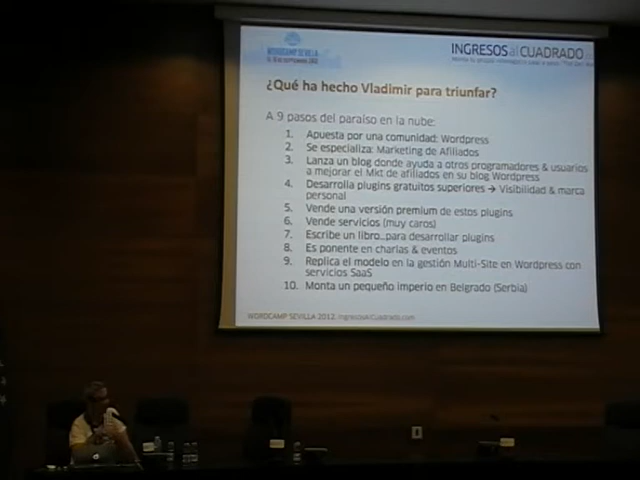 WORDCAMP SEVILLA
INGRESOS al CUADRADO
¿Qué ha hecho Vladimir para triunfar?
A 9 pasos del paraíso en la nube:
1. Apuesta por una comunidad: Wordpress
2. Se especializa: Marketing de Afiliados
3. Lanza un blog donde ayuda a otros programadores & usuarios
a mejorar el Mkt de afiliados en su blog Wordpress
4. Desarrolla plugins gratuitos superiores → Visibilidad & marca
personal
5. Vende una versión premium de estos plugins
6. Vende servicios (muy caros)
7. Escribe un libro...para desarrollar plugins
8. Es ponente en charlas & eventos
9. Replica el modelo en la gestión Multi-Site en Wordpress con
servicios SaaS
10. Monta un pequeño imperio en Belgrado (Serbia)
WORDCAMP SEVILLA 2012. IngresosAlCuadrado.com